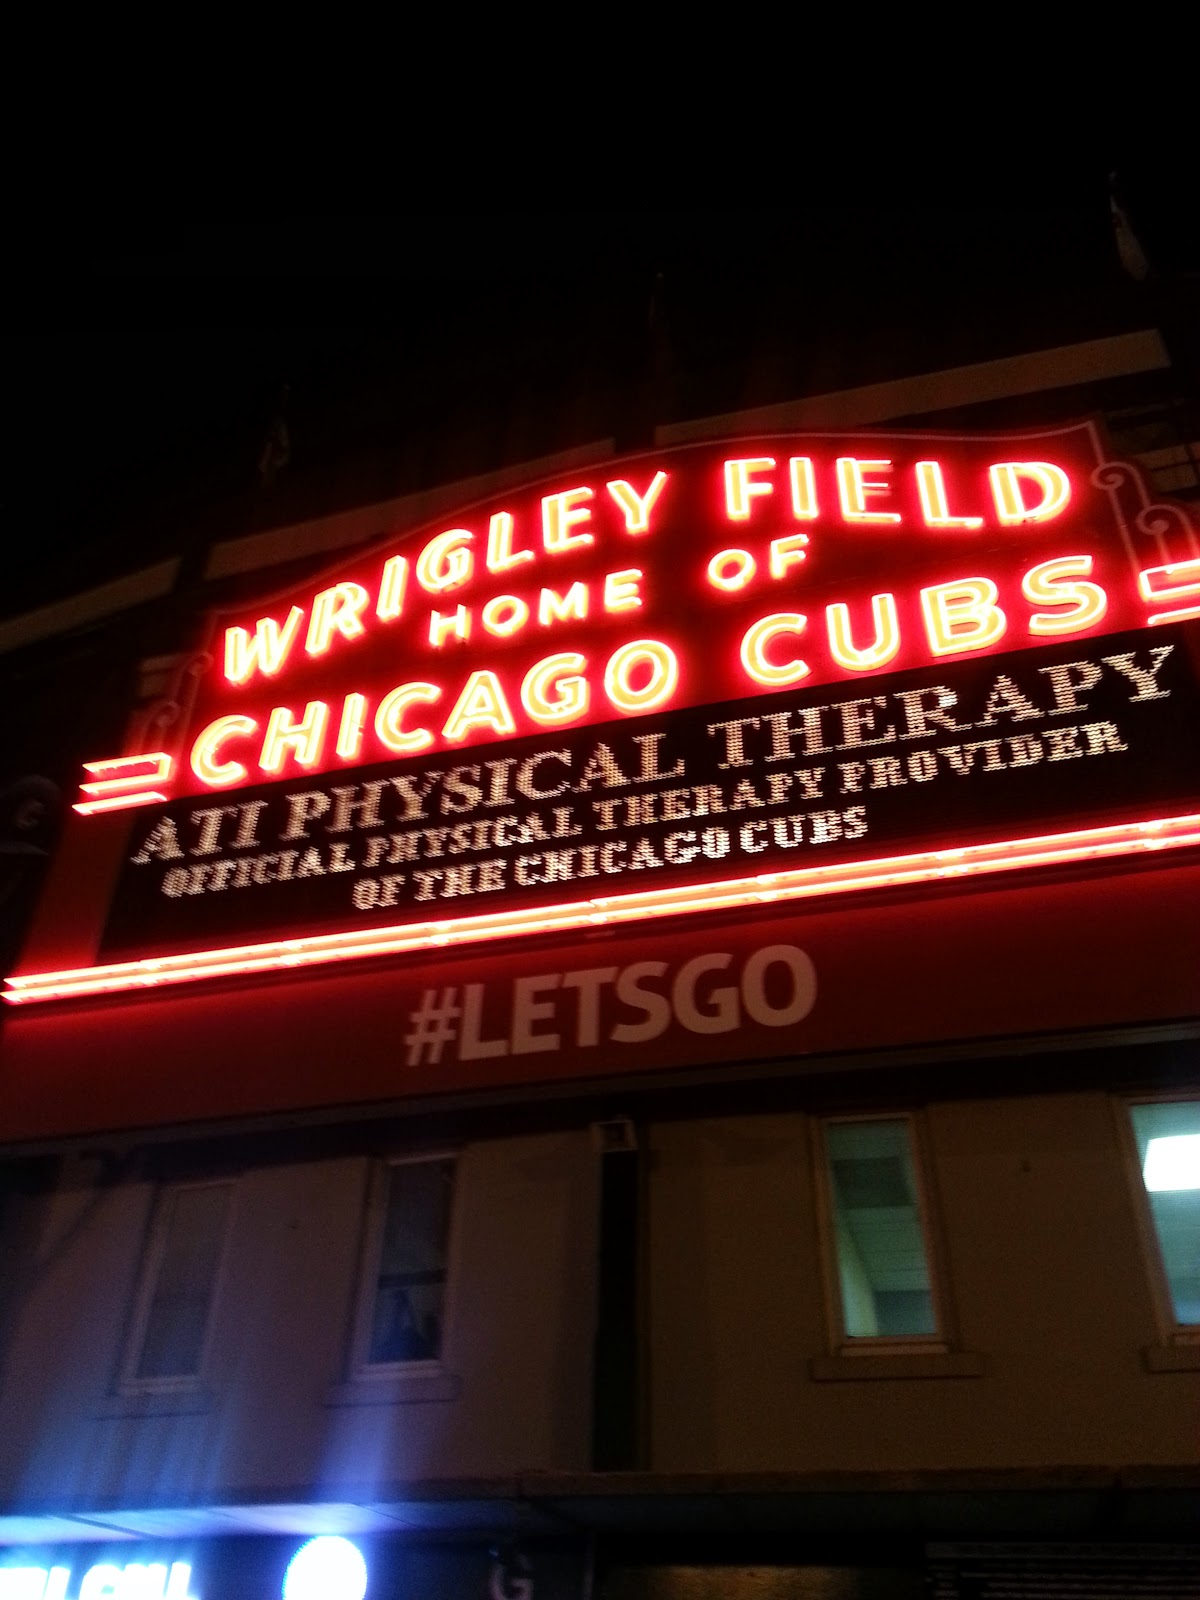 WRIGLEY FIELD
HOME OF
CHICAGO CUBS
ATI PHYSICAL THERAPY
OFFICIAL PHYSICAL THERAPY PROVIDER
OF THE CHICAGO CUBS
#LETSGO